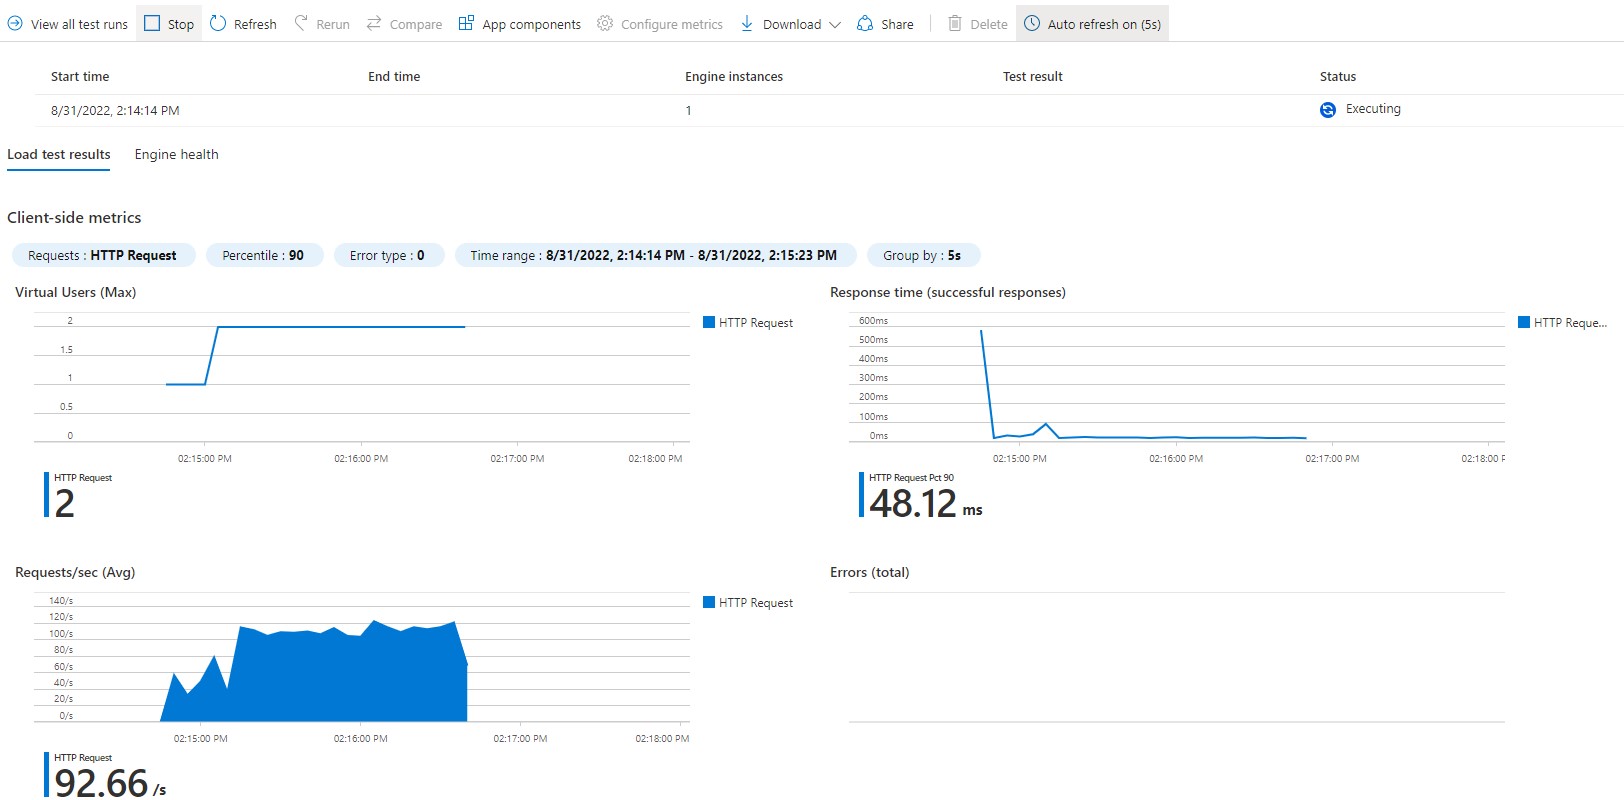 View all test runs Stop Refresh Rerun Compare App components Configure metrics Download Share Delete Auto refresh on (5s)
Start time End time Engine instances Test result Status
8/31/2022, 2:14:14 PM 1 Executing
Load test results Engine health
Client-side metrics
Requests : HTTP Request Percentile : 90 Error type : 0 Time range : 8/31/2022, 2:14:14 PM - 8/31/2022, 2:15:23 PM Group by : 5s
Virtual Users (Max)
2
1.5
1
0.5
0
02:15:00 PM 02:16:00 PM 02:17:00 PM 02:18:00 PM
HTTP Request
HTTP Request
2
Response time (successful responses)
600ms
500ms
400ms
300ms
200ms
100ms
0ms
02:15:00 PM 02:16:00 PM 02:17:00 PM 02:18:00 P
HTTP Reque...
HTTP Request Pct 90
48.12 ms
Requests/sec (Avg)
140/s
120/s
100/s
80/s
60/s
40/s
20/s
0/s
02:15:00 PM 02:16:00 PM 02:17:00 PM 02:18:00 PM
HTTP Request
HTTP Request
92.66 /s
Errors (total)